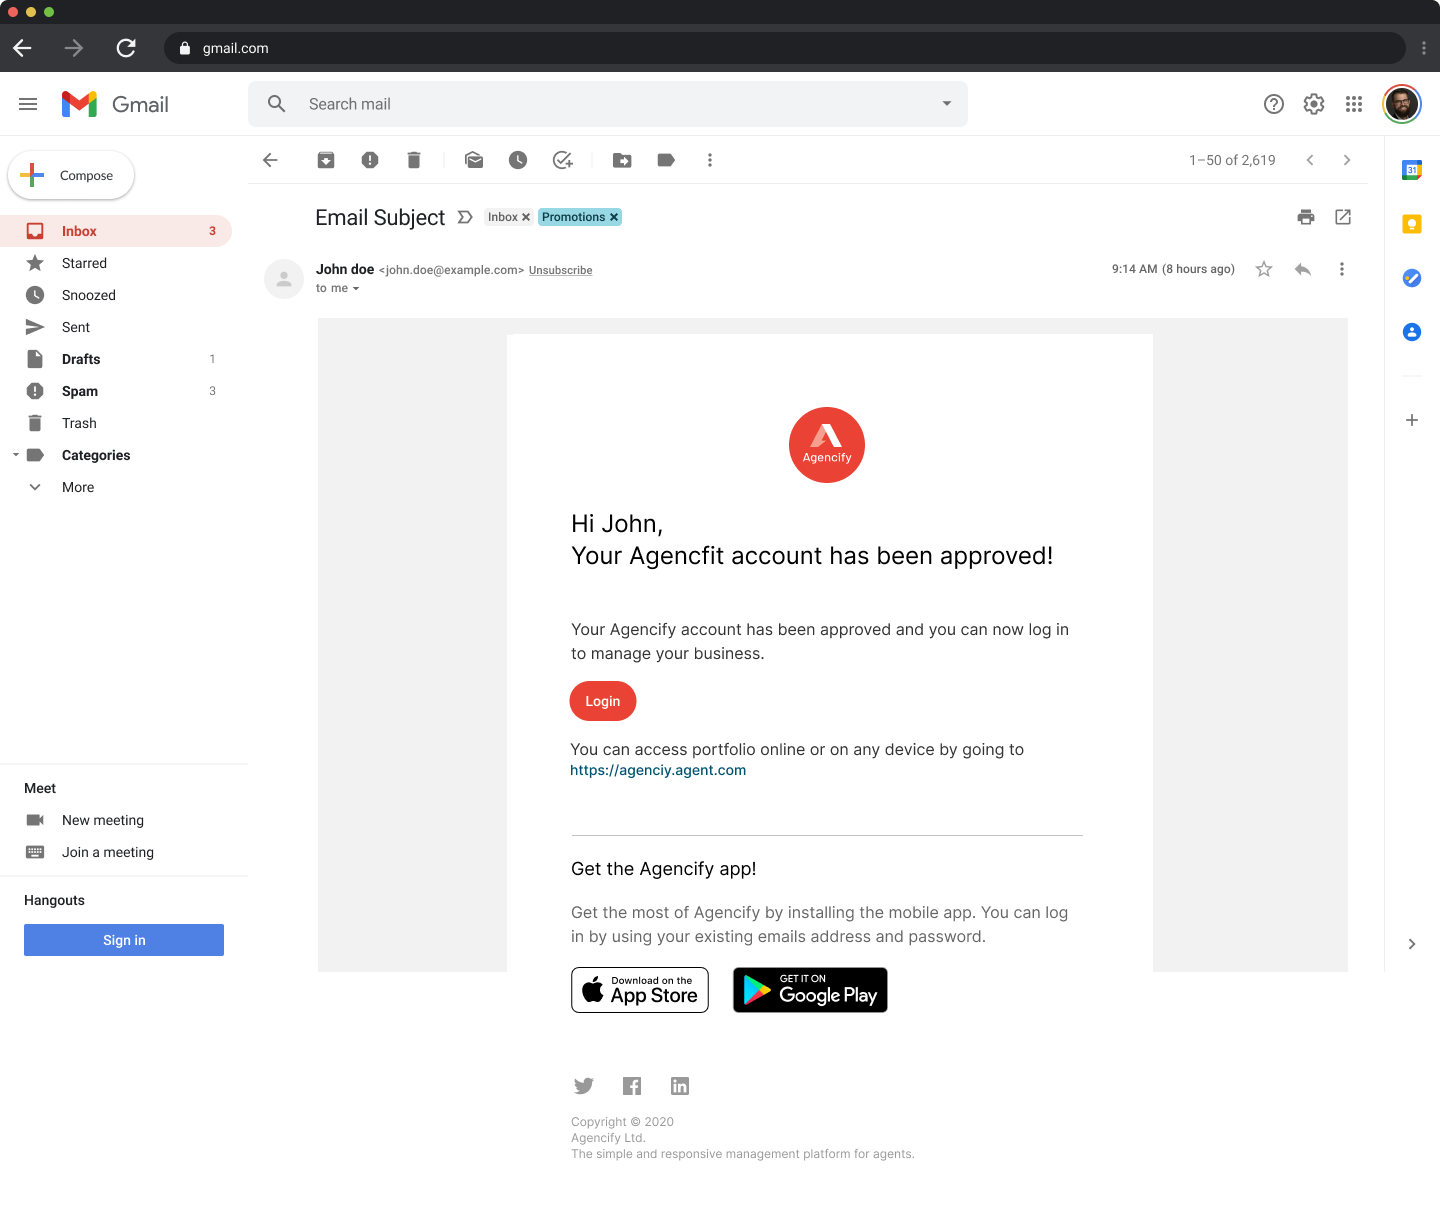 gmail.com
Gmail
Search mail
Compose
1–50 of 2,619
31
Inbox 3
Starred
Snoozed
Sent
Drafts 1
Spam 3
Trash
Categories
More
Email Subject Inbox Promotions
John doe <john.doe@example.com> Unsubscribe
9:14 AM (8 hours ago)
to me
Agencify
Hi John,
Your Agencfit account has been approved!
Your Agencify account has been approved and you can now log in
to manage your business.
Login
You can access portfolio online or on any device by going to
https://agenciy.agent.com
Get the Agencify app!
Get the most of Agencify by installing the mobile app. You can log
in by using your existing emails address and password.
Download on the
App Store
GET IT ON
Google Play
Copyright © 2020
Agencify Ltd.
The simple and responsive management platform for agents.
Meet
New meeting
Join a meeting
Hangouts
Sign in